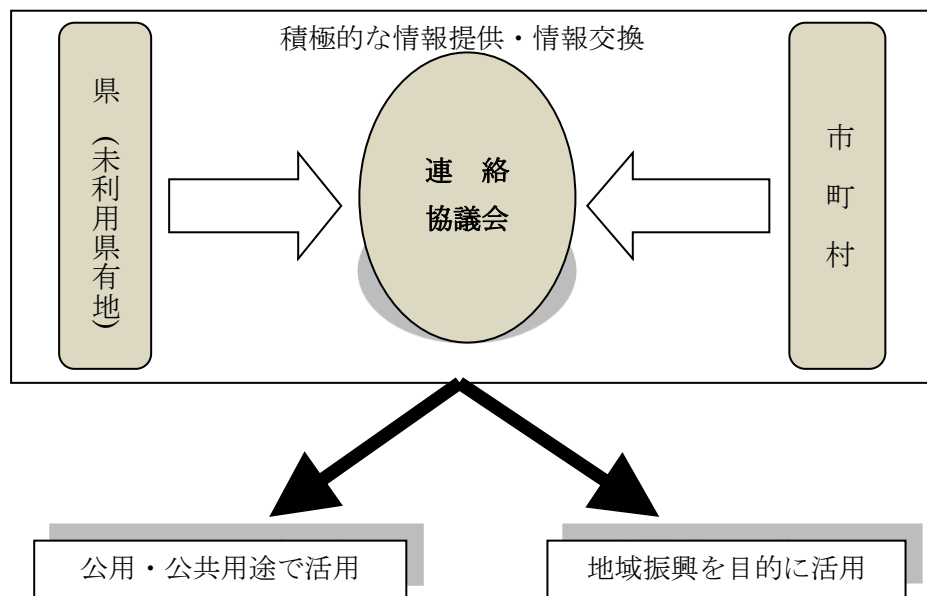 積極的な情報提供・情報交換
県(未利用県有地)
連　絡
協議会
市町村
公用・公共用途で活用
地域振興を目的に活用